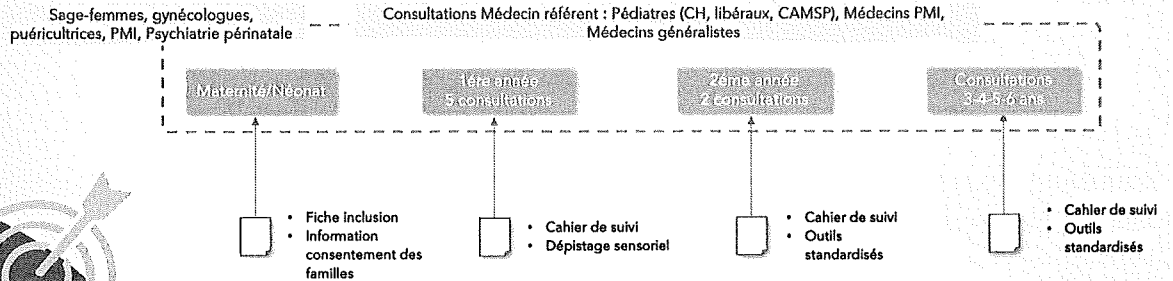 Sage-femmes, gynécologues,
puéricultrices, PMI, Psychiatrie périnatale
Consultations Médecin référent : Pédiatres (CH, libéraux, CAMSP), Médecins PMI,
Médecins généralistes
Maternité/Néonat
1ère année
5 consultations
2ème année
2 consultations
Consultations
3-4-5-6 ans
• Fiche inclusion
• Information
consentement des
familles
• Cahier de suivi
• Dépistage sensoriel
• Cahier de suivi
• Outils
standardisés
• Cahier de suivi
• Outils
standardisés